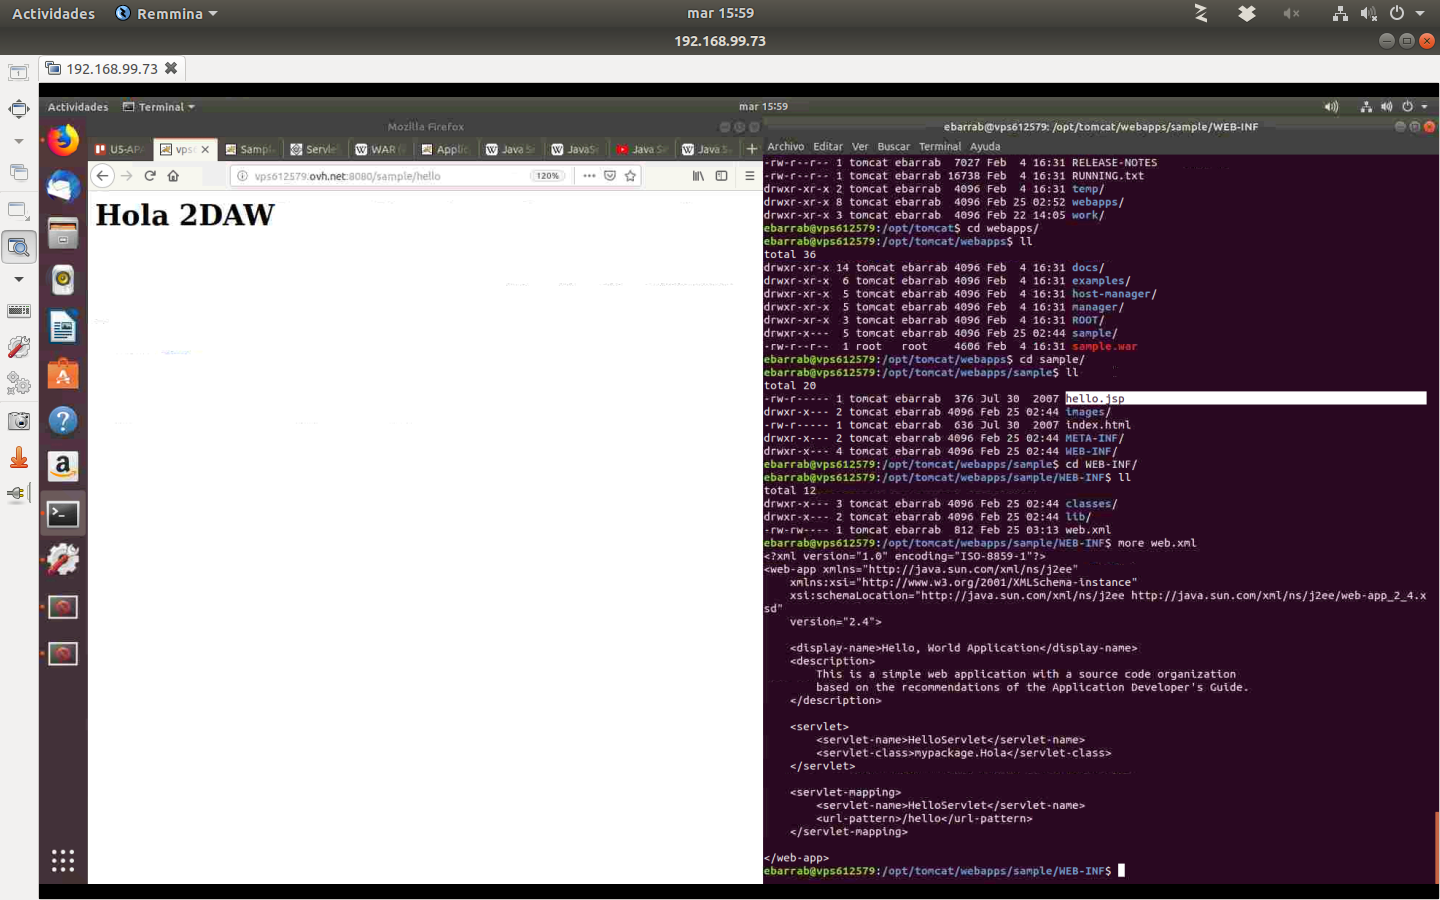 Actividades Remmina mar 15:59
192.168.99.73
192.168.99.73
Actividades Terminal mar 15:59
Mozilla Firefox
U5-AP
vps
Sampl
Servle
WAR (
Applic
Java Se
JavaSe
Java S
Java S
vps612579.ovh.net:8080/sample/hello 120%
Hola 2DAW
ebarrab@vps612579: /opt/tomcat/webapps/sample/WEB-INF
Archivo Editar Ver Buscar Terminal Ayuda
-rw-r--r-- 1 tomcat ebarrab 7027 Feb 4 16:31 RELEASE-NOTES
-rw-r--r-- 1 tomcat ebarrab 16738 Feb 4 16:31 RUNNING.txt
drwxr-xr-x 2 tomcat ebarrab 4096 Feb 4 16:31 temp/
drwxr-xr-x 8 tomcat ebarrab 4096 Feb 25 02:52 webapps/
drwxr-xr-x 3 tomcat ebarrab 4096 Feb 22 14:05 work/
ebarrab@vps612579:/opt/tomcat$ cd webapps/
ebarrab@vps612579:/opt/tomcat/webapps$ ll
total 36
drwxr-xr-x 14 tomcat ebarrab 4096 Feb 4 16:31 docs/
drwxr-xr-x 6 tomcat ebarrab 4096 Feb 4 16:31 examples/
drwxr-xr-x 5 tomcat ebarrab 4096 Feb 4 16:31 host-manager/
drwxr-xr-x 5 tomcat ebarrab 4096 Feb 4 16:31 manager/
drwxr-xr-x 3 tomcat ebarrab 4096 Feb 4 16:31 ROOT/
drwxr-x--- 5 tomcat ebarrab 4096 Feb 25 02:44 sample/
-rw-r--r-- 1 root root 4606 Feb 4 16:31 sample.war
ebarrab@vps612579:/opt/tomcat/webapps$ cd sample/
ebarrab@vps612579:/opt/tomcat/webapps/sample$ ll
total 20
-rw-r----- 1 tomcat ebarrab 376 Jul 30 2007 hello.jsp
drwxr-x--- 2 tomcat ebarrab 4096 Feb 25 02:44 images/
-rw-r----- 1 tomcat ebarrab 636 Jul 30 2007 index.html
drwxr-x--- 2 tomcat ebarrab 4096 Feb 25 02:44 META-INF/
drwxr-x--- 4 tomcat ebarrab 4096 Feb 25 02:44 WEB-INF/
ebarrab@vps612579:/opt/tomcat/webapps/sample$ cd WEB-INF/
ebarrab@vps612579:/opt/tomcat/webapps/sample/WEB-INF$ ll
total 12
drwxr-x--- 3 tomcat ebarrab 4096 Feb 25 02:44 classes/
drwxr-x--- 2 tomcat ebarrab 4096 Feb 25 02:44 lib/
-rw-rw---- 1 tomcat ebarrab 812 Feb 25 03:13 web.xml
ebarrab@vps612579:/opt/tomcat/webapps/sample/WEB-INF$ more web.xml
<?xml version="1.0" encoding="ISO-8859-1"?>
<web-app xmlns="http://java.sun.com/xml/ns/j2ee"
xmlns:xsi="http://www.w3.org/2001/XMLSchema-instance"
xsi:schemaLocation="http://java.sun.com/xml/ns/j2ee http://java.sun.com/xml/ns/j2ee/web-app_2_4.x
sd"
version="2.4">
<display-name>Hello, World Application</display-name>
<description>
This is a simple web application with a source code organization
based on the recommendations of the Application Developer's Guide.
</description>
<servlet>
<servlet-name>HelloServlet</servlet-name>
<servlet-class>mypackage.Hola</servlet-class>
</servlet>
<servlet-mapping>
<servlet-name>HelloServlet</servlet-name>
<url-pattern>/hello</url-pattern>
</servlet-mapping>
</web-app>
ebarrab@vps612579:/opt/tomcat/webapps/sample/WEB-INF$